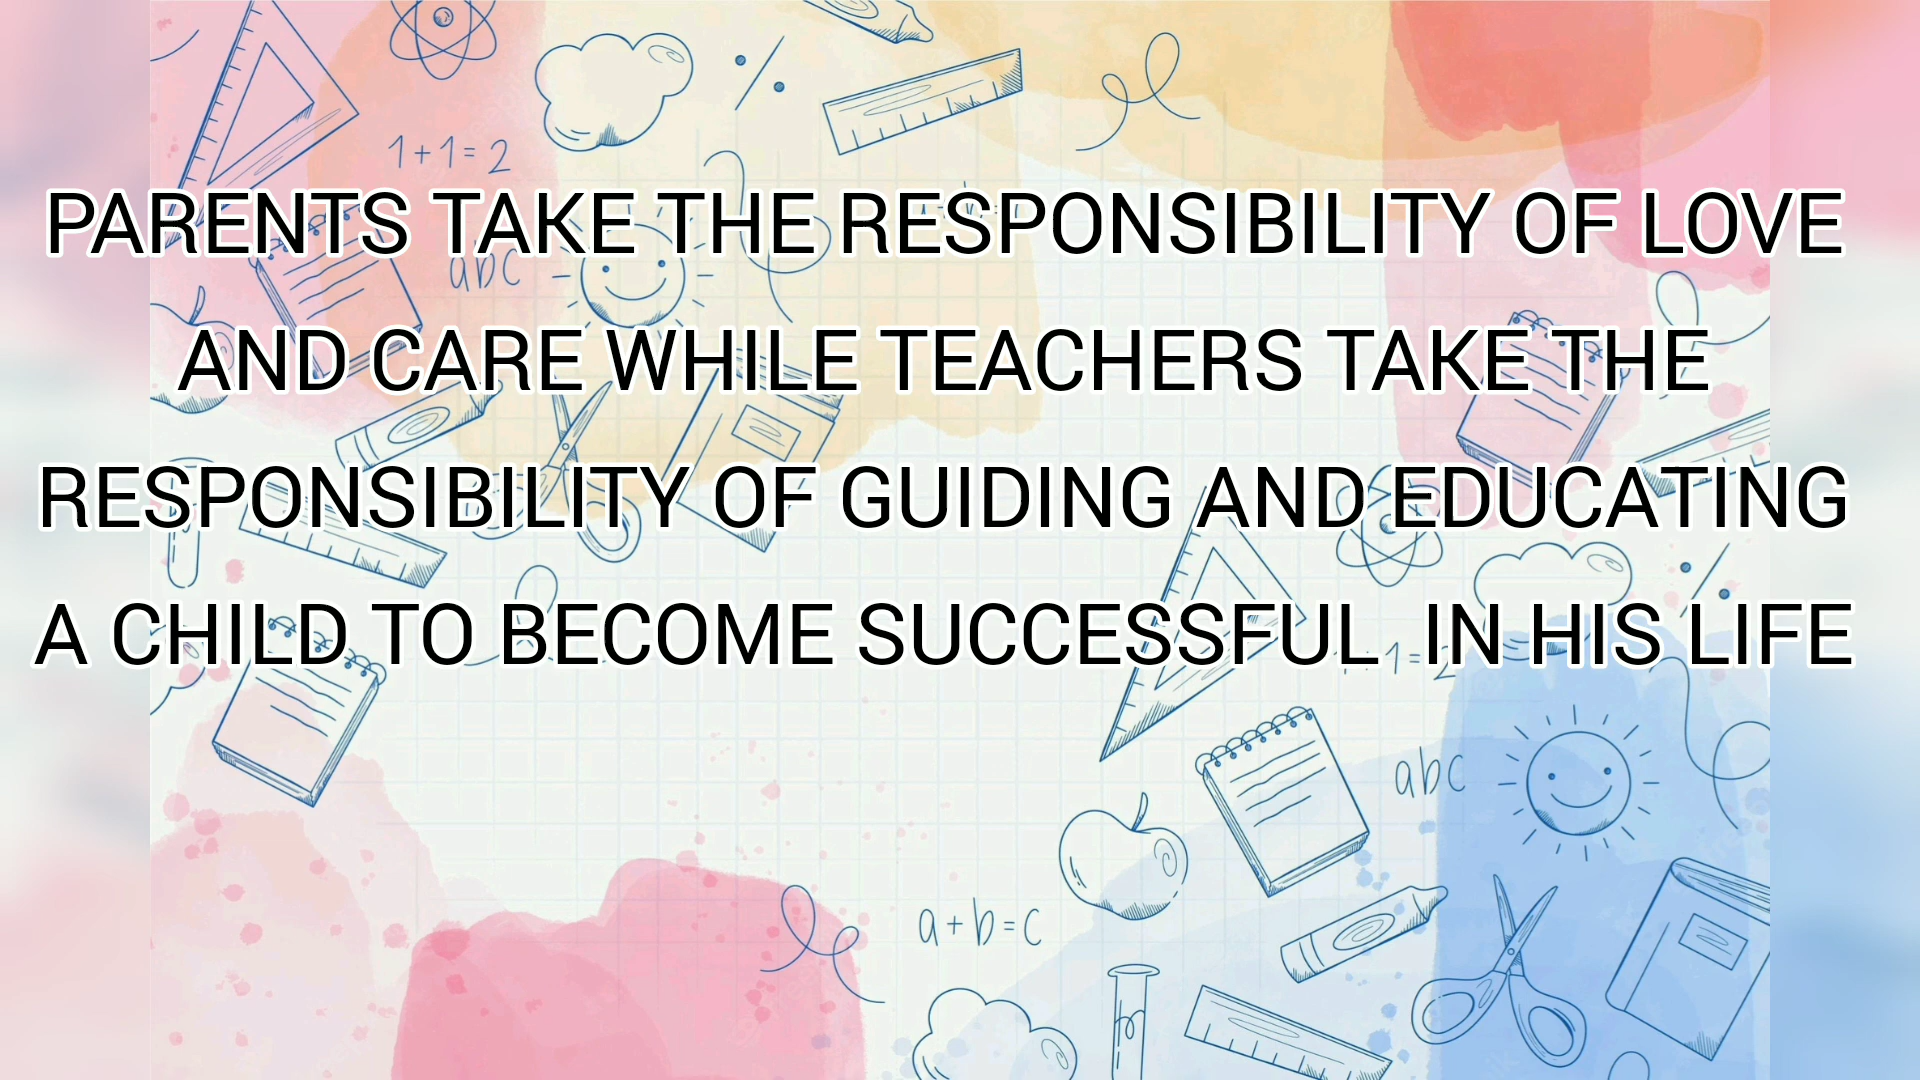 1+1=2
PARENTS TAKE THE RESPONSIBILITY OF LOVE
abc
AND CARE WHILE TEACHERS TAKE THE
RESPONSIBILITY OF GUIDING AND EDUCATING
A CHILD TO BECOME SUCCESSFUL IN HIS LIFE
abc
a+b=c